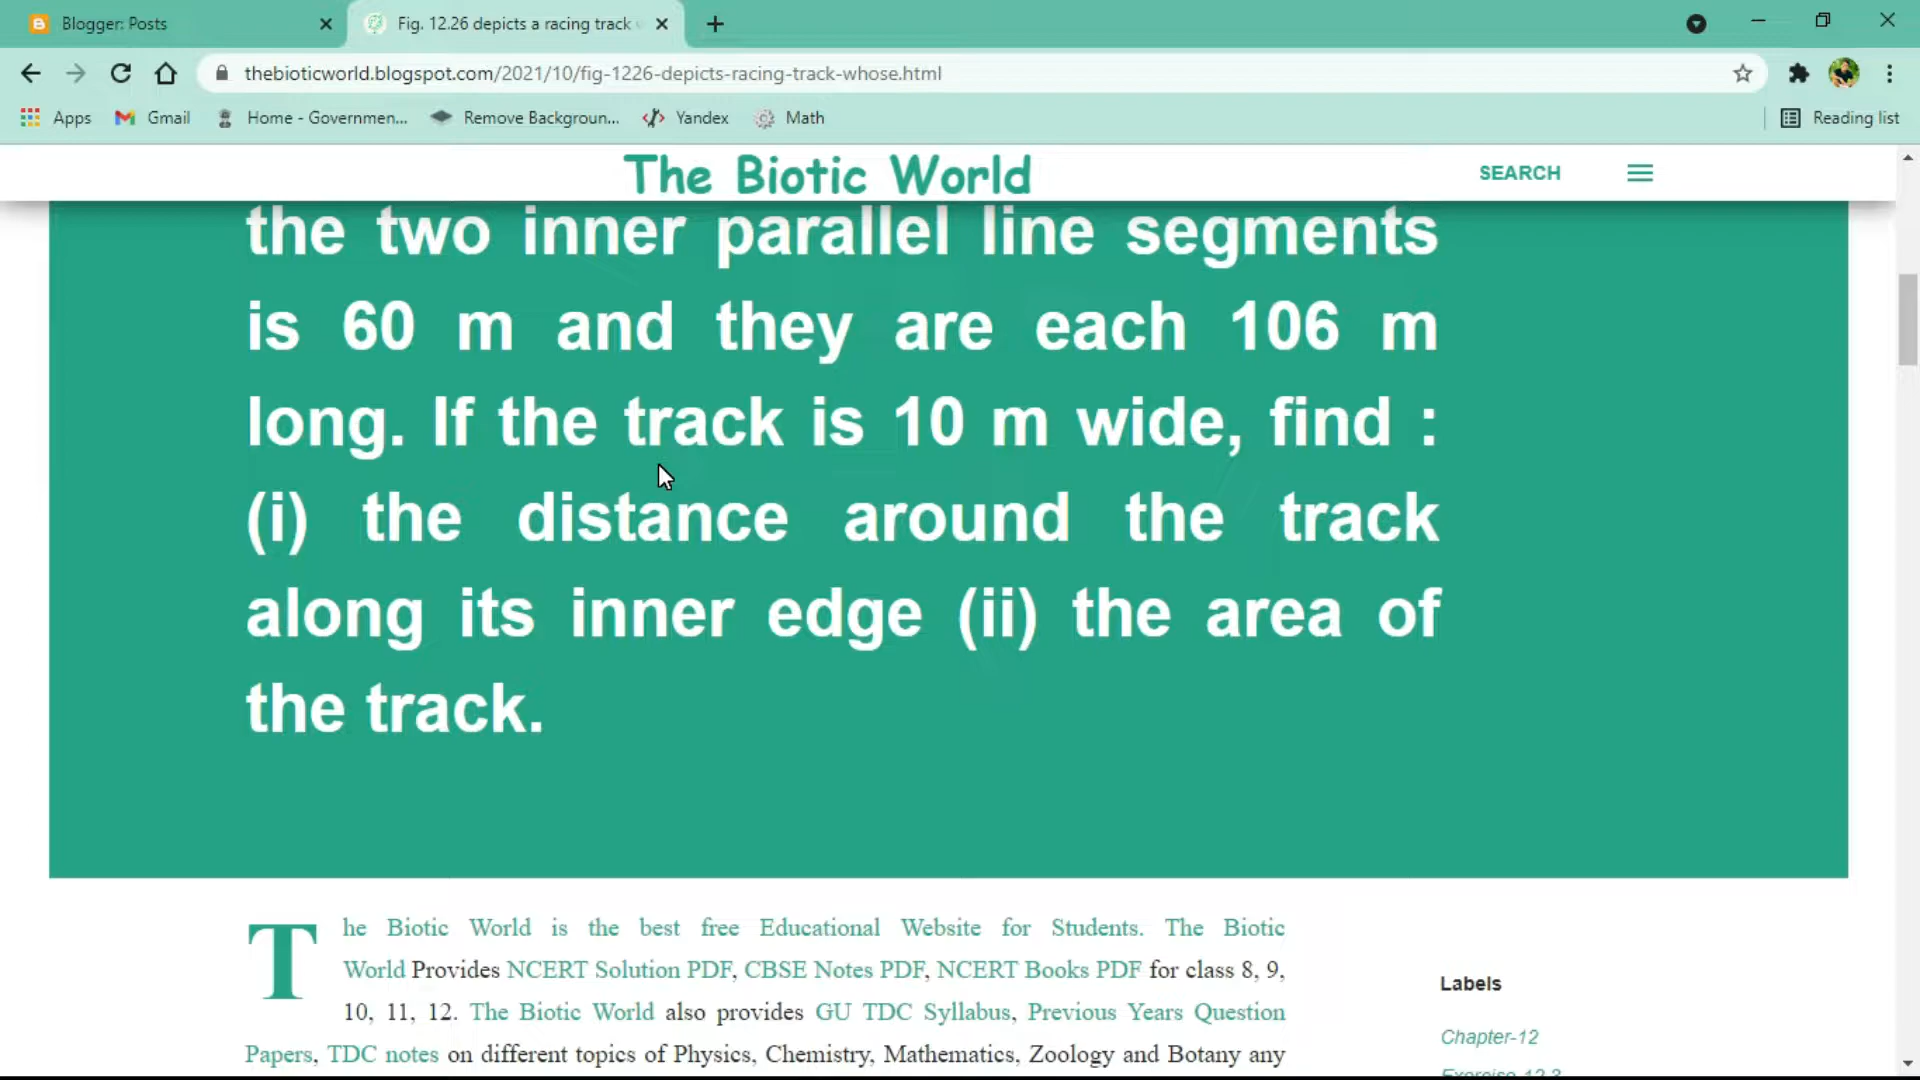 Blogger: Posts
Fig. 12.26 depicts a racing track
thebioticworld.blogspot.com/2021/10/fig-1226-depicts-racing-track-whose.html
Apps Gmail Home - Governmen... Remove Backgroun... Yandex Math Reading list
The Biotic World SEARCH
the two inner parallel line segments
is 60 m and they are each 106 m
long. If the track is 10 m wide, find :
(i) the distance around the track
along its inner edge (ii) the area of
the track.
The Biotic World is the best free Educational Website for Students. The Biotic
World Provides NCERT Solution PDF, CBSE Notes PDF, NCERT Books PDF for class 8, 9,
10, 11, 12. The Biotic World also provides GU TDC Syllabus, Previous Years Question
Papers, TDC notes on different topics of Physics, Chemistry, Mathematics, Zoology and Botany any
Labels
Chapter-12
Exercise-12.3